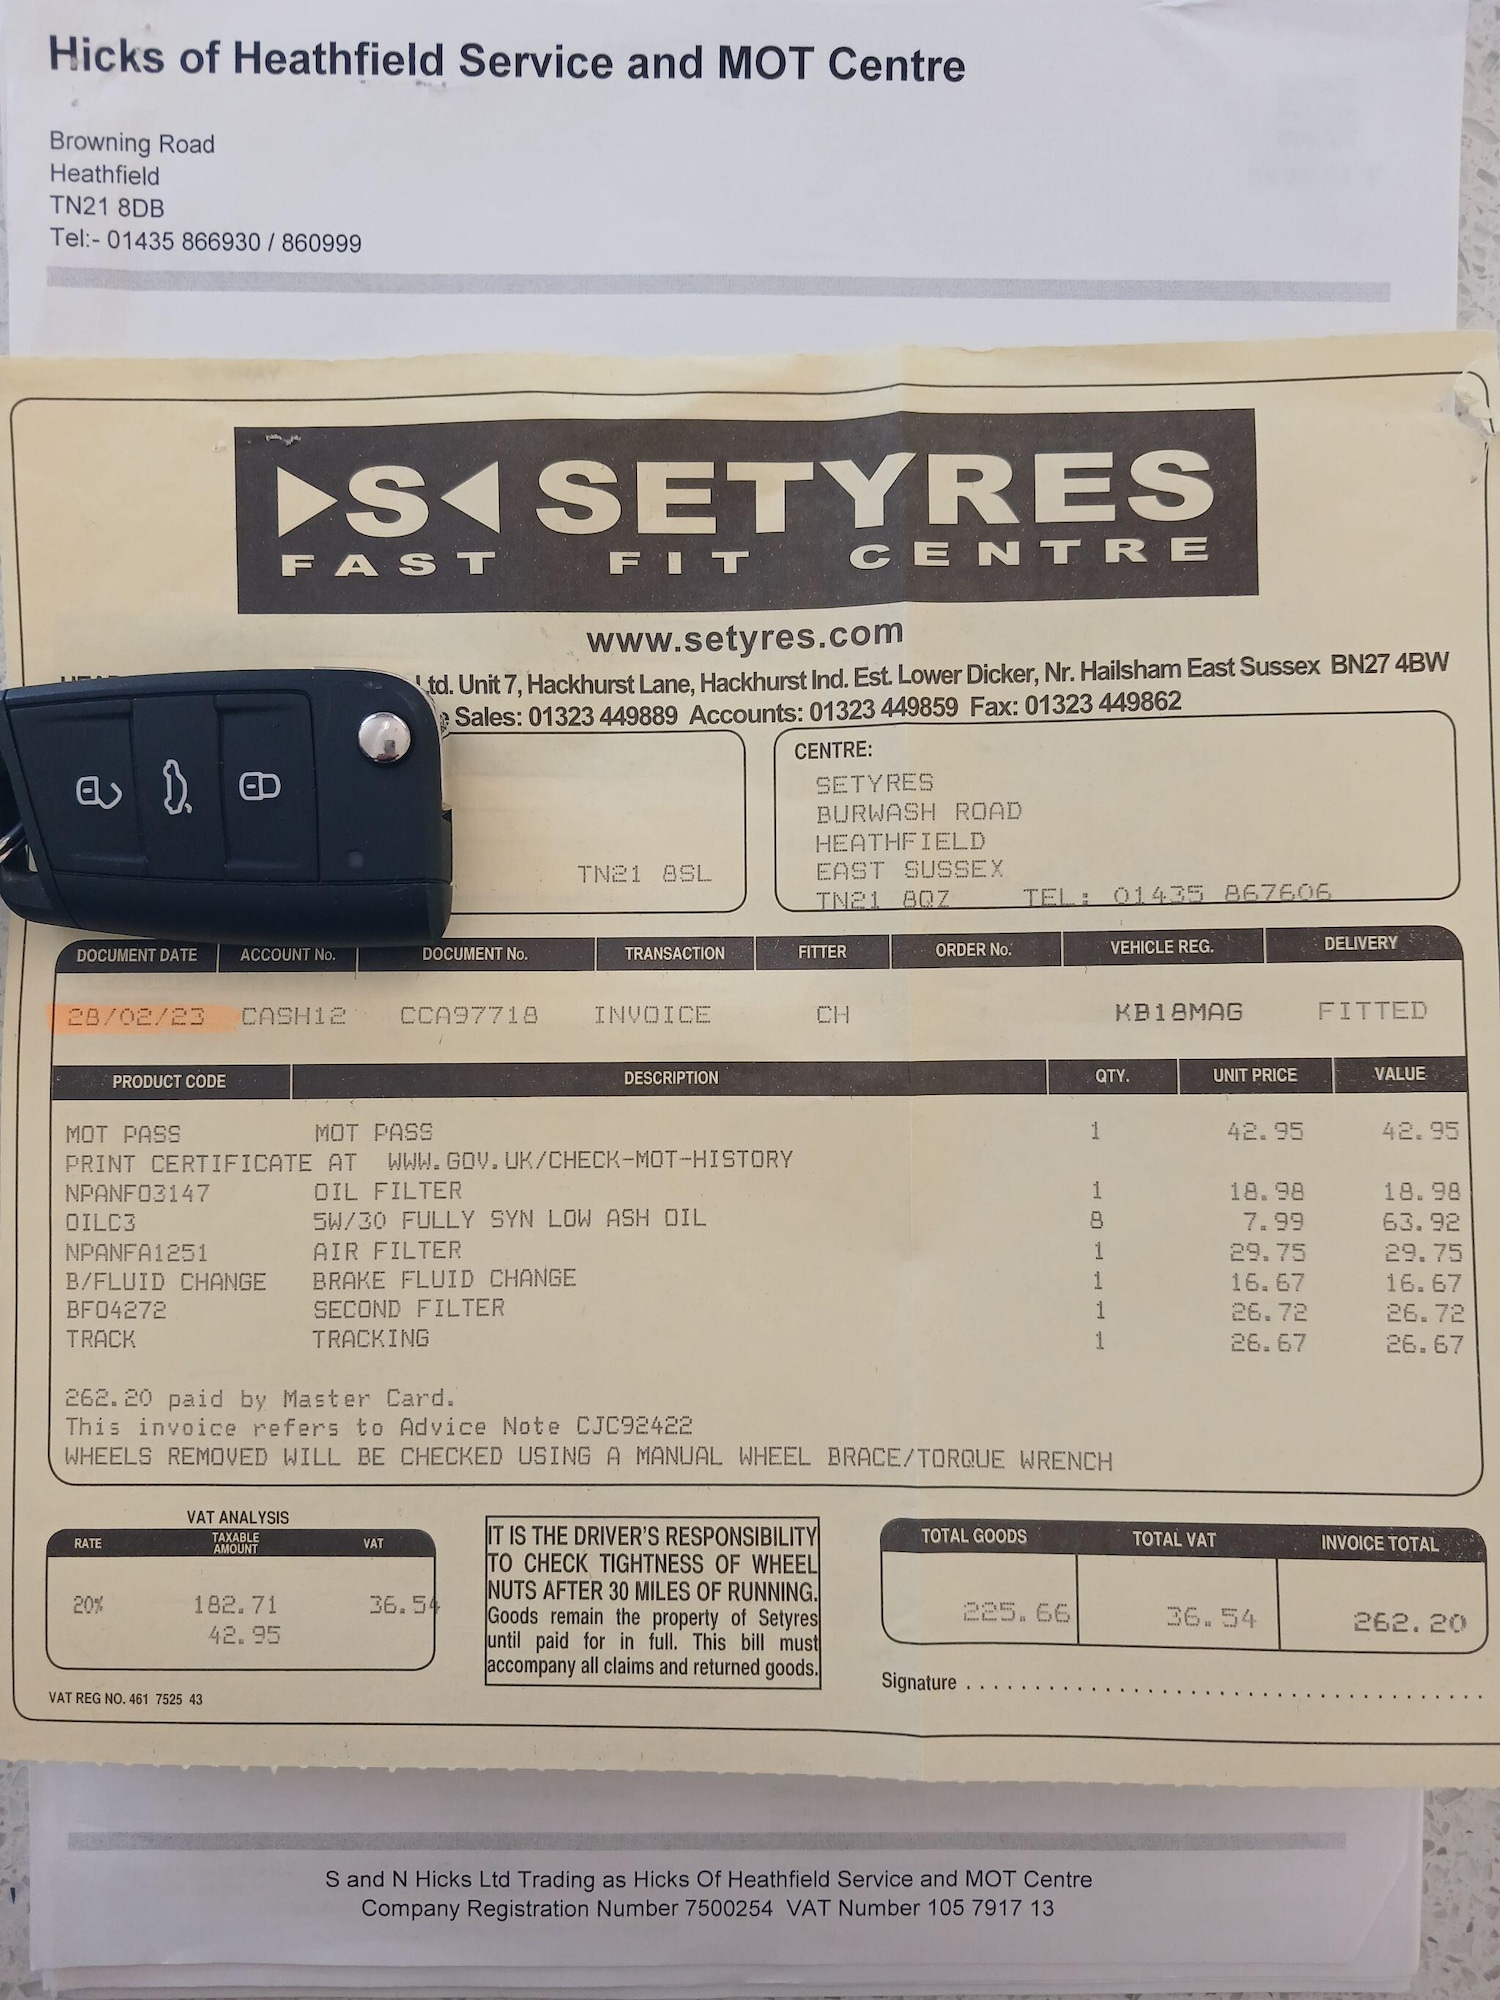 Hicks of Heathfield Service and MOT Centre
Browning Road
Heathfield
TN21 8DB
Tel:- 01435 866930 / 860999
S SETYRES
FAST FIT CENTRE
www.setyres.com
Ltd. Unit 7, Hackhurst Lane, Hackhurst Ind. Est. Lower Dicker, Nr. Hailsham East Sussex BN27 4BW
Sales: 01323 449889 Accounts: 01323 449859 Fax: 01323 449862
TN21 8SL
CENTRE:
SETYRES
BURWASH ROAD
HEATHFIELD
EAST SUSSEX
TN21 8QZ TEL: 01435 867606
DOCUMENT DATE ACCOUNT No. DOCUMENT No. TRANSACTION FITTER ORDER No. VEHICLE REG. DELIVERY
28/02/23 CASH12 CCA97718 INVOICE CH KB18MAG FITTED
PRODUCT CODE DESCRIPTION QTY. UNIT PRICE VALUE
MOT PASS MOT PASS 1 42.95 42.95
PRINT CERTIFICATE AT WWW.GOV.UK/CHECK-MOT-HISTORY
NPANF03147 OIL FILTER 1 18.98 18.98
OILC3 5W/30 FULLY SYN LOW ASH OIL 8 7.99 63.92
NPANFA1251 AIR FILTER 1 29.75 29.75
B/FLUID CHANGE BRAKE FLUID CHANGE 1 16.67 16.67
BF04272 SECOND FILTER 1 26.72 26.72
TRACK TRACKING 1 26.67 26.67
262.20 paid by Master Card.
This invoice refers to Advice Note CJC92422
WHEELS REMOVED WILL BE CHECKED USING A MANUAL WHEEL BRACE/TORQUE WRENCH
VAT ANALYSIS
RATE TAXABLE AMOUNT VAT
20% 182.71 36.54
42.95
VAT REG NO. 461 7525 43
IT IS THE DRIVER'S RESPONSIBILITY
TO CHECK TIGHTNESS OF WHEEL
NUTS AFTER 30 MILES OF RUNNING.
Goods remain the property of Setyres
until paid for in full. This bill must
accompany all claims and returned goods.
TOTAL GOODS TOTAL VAT INVOICE TOTAL
225.66 36.54 262.20
Signature
S and N Hicks Ltd Trading as Hicks Of Heathfield Service and MOT Centre
Company Registration Number 7500254 VAT Number 105 7917 13